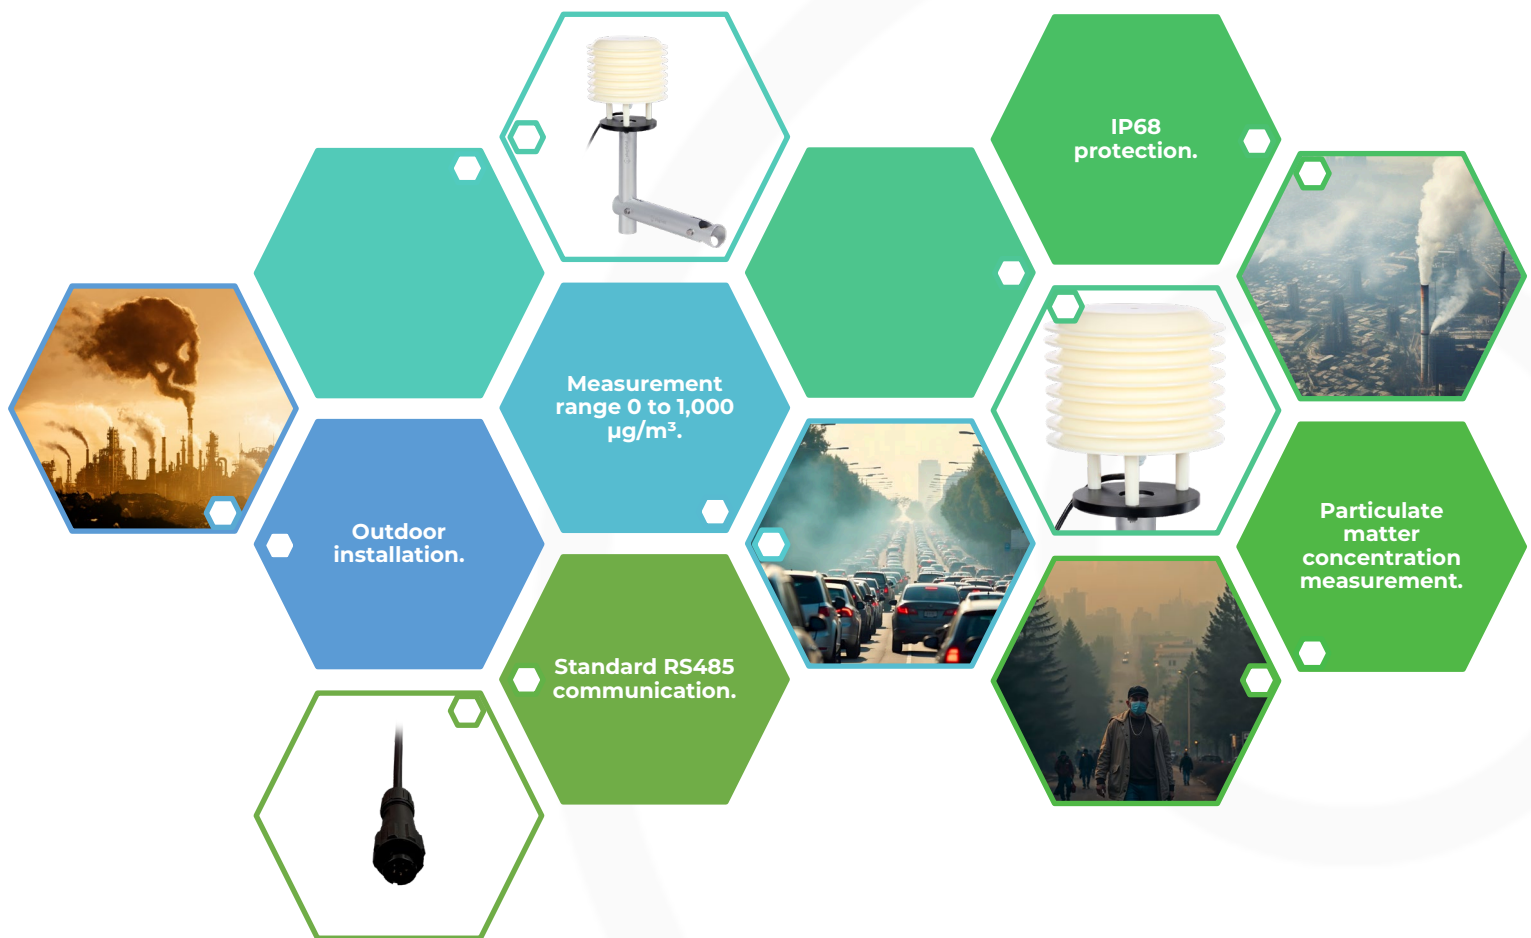 IP68
protection.
Measurement
range 0 to 1,000
µg/m³.
Outdoor
installation.
Particulate
matter
concentration
measurement.
Standard RS485
communication.